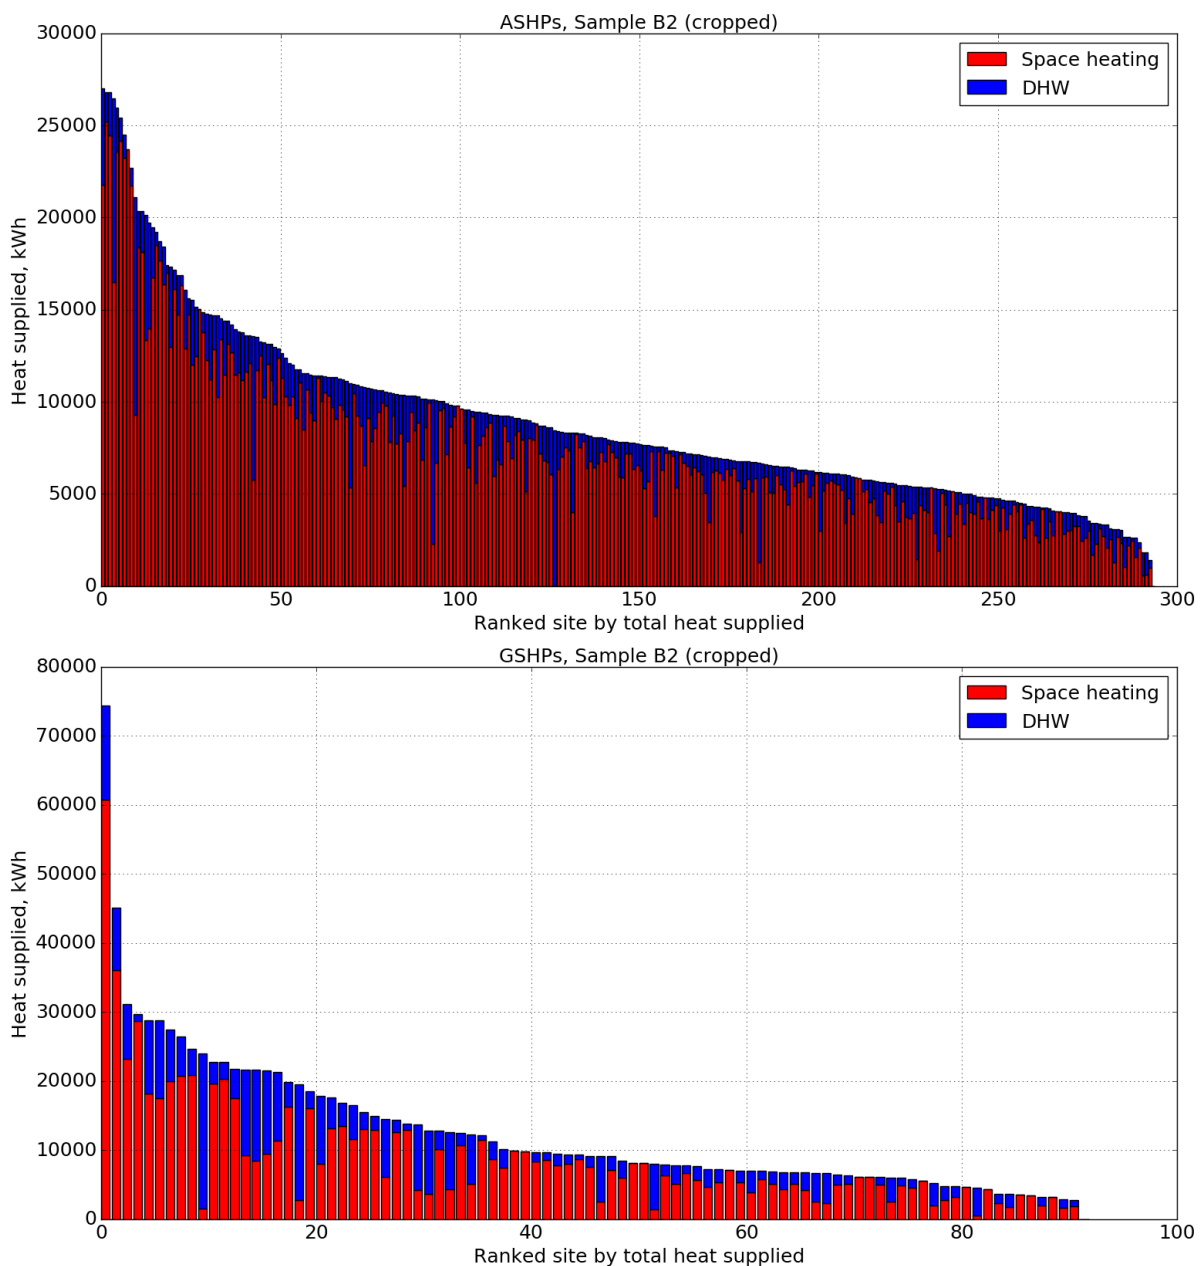 ASHPs, Sample B2 (cropped)
30000
25000
20000
15000
10000
5000
0
Heat supplied, kWh
Space heating
DHW
0 50 100 150 200 250 300
Ranked site by total heat supplied
GSHPs, Sample B2 (cropped)
80000
70000
60000
50000
40000
30000
20000
10000
0
Heat supplied, kWh
Space heating
DHW
0 20 40 60 80 100
Ranked site by total heat supplied